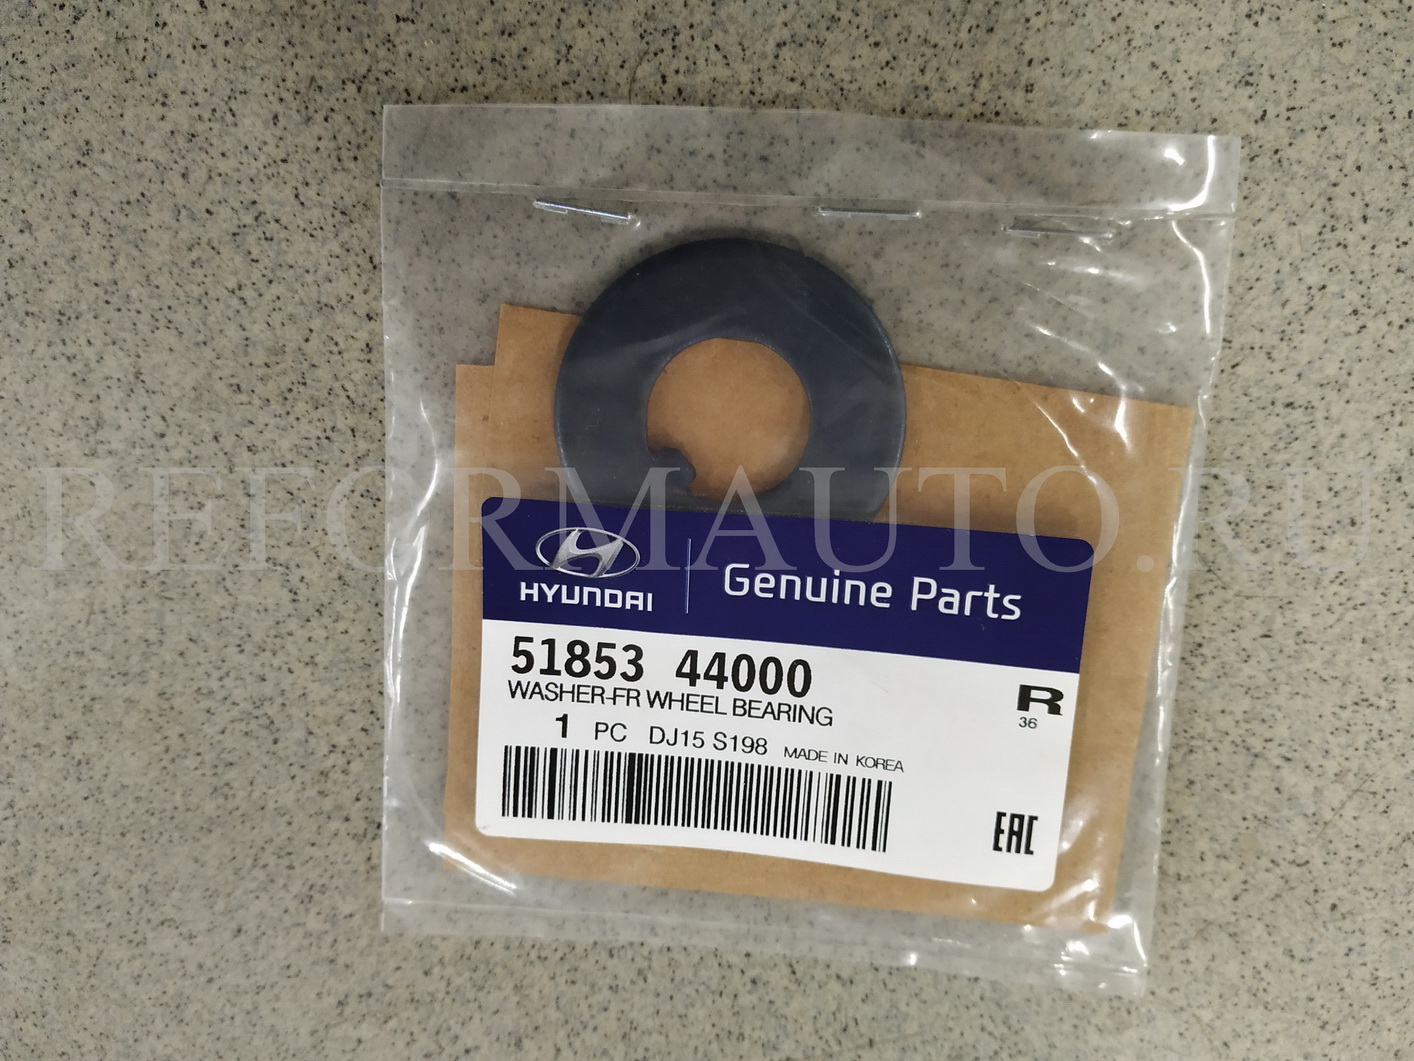 REFORMAUTO.RU
HYUNDAI
Genuine Parts
51853 44000
WASHER-FR WHEEL BEARING
R
36
1 PC DJ15 S198 MADE IN KOREA
EAC